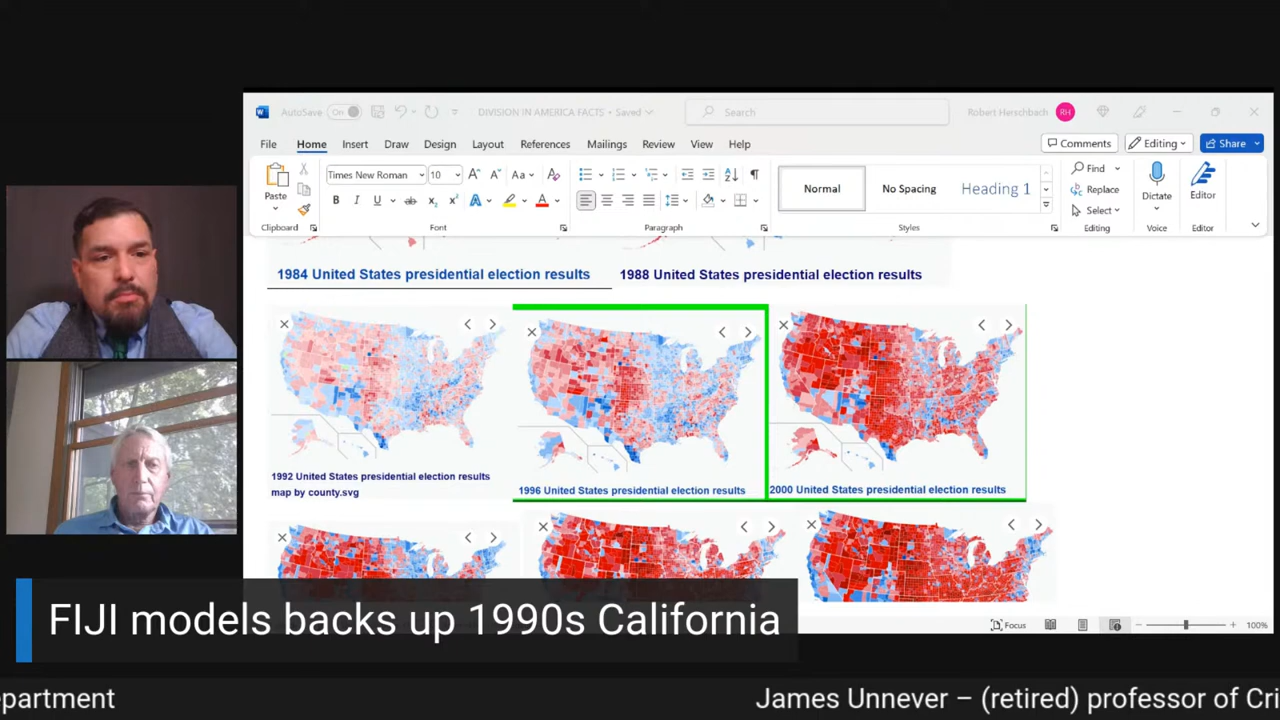 AutoSave On DIVISION IN AMERICA FACTS • Saved Search Robert Herschbach RH
File Home Insert Draw Design Layout References Mailings Review View Help Comments Editing Share
Paste Times New Roman 10 Aa Normal No Spacing Heading 1 Find Replace Select Dictate Editor
Clipboard Font Paragraph Styles Editing Voice Editor
1984 United States presidential election results 1988 United States presidential election results
1992 United States presidential election results
map by county.svg
1996 United States presidential election results 2000 United States presidential election results
FIJI models backs up 1990s California
Focus 100%
epartment James Unnever – (retired) professor of Cri